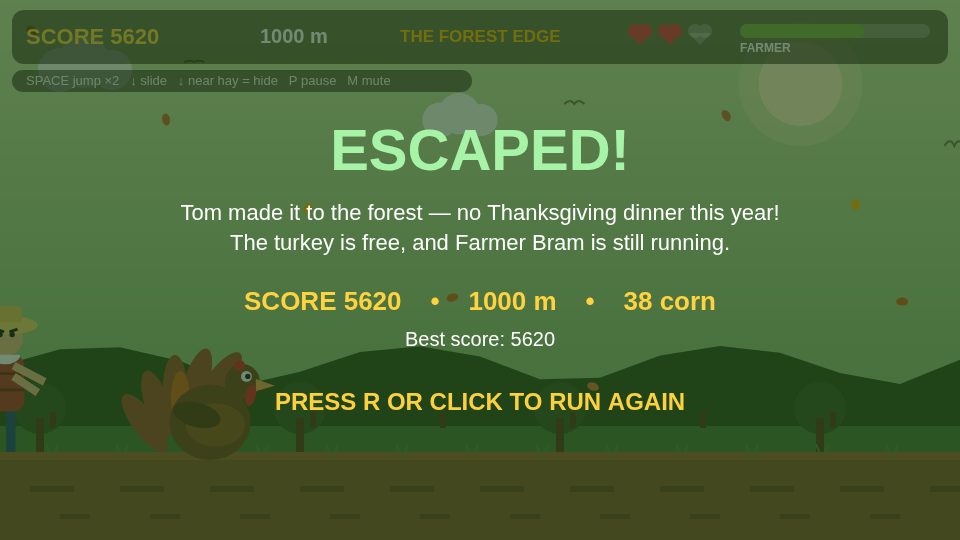 SCORE 5620 1000 m THE FOREST EDGE
FARMER
SPACE jump ×2 ↓ slide ↓ near hay = hide P pause M mute
ESCAPED!
Tom made it to the forest — no Thanksgiving dinner this year!
The turkey is free, and Farmer Bram is still running.
SCORE 5620 • 1000 m • 38 corn
Best score: 5620
PRESS R OR CLICK TO RUN AGAIN